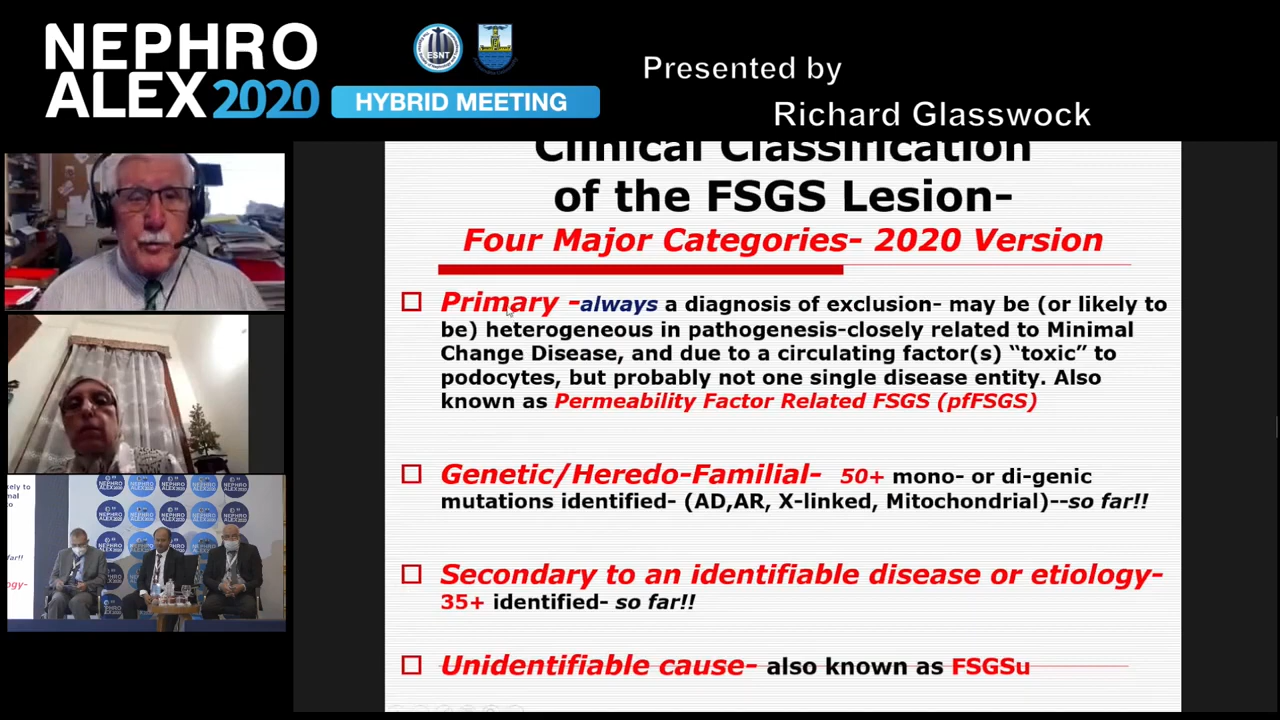 NEPHRO
ALEX2020
ESNT
HYBRID MEETING
Presented by
Richard Glasswock
Clinical Classification
of the FSGS Lesion-
Four Major Categories- 2020 Version
Primary -always a diagnosis of exclusion- may be (or likely to
be) heterogeneous in pathogenesis-closely related to Minimal
Change Disease, and due to a circulating factor(s) “toxic” to
podocytes, but probably not one single disease entity. Also
known as Permeability Factor Related FSGS (pfFSGS)
Genetic/Heredo-Familial- 50+ mono- or di-genic
mutations identified- (AD,AR, X-linked, Mitochondrial)--so far!!
Secondary to an identifiable disease or etiology-
35+ identified- so far!!
Unidentifiable cause- also known as FSGSu